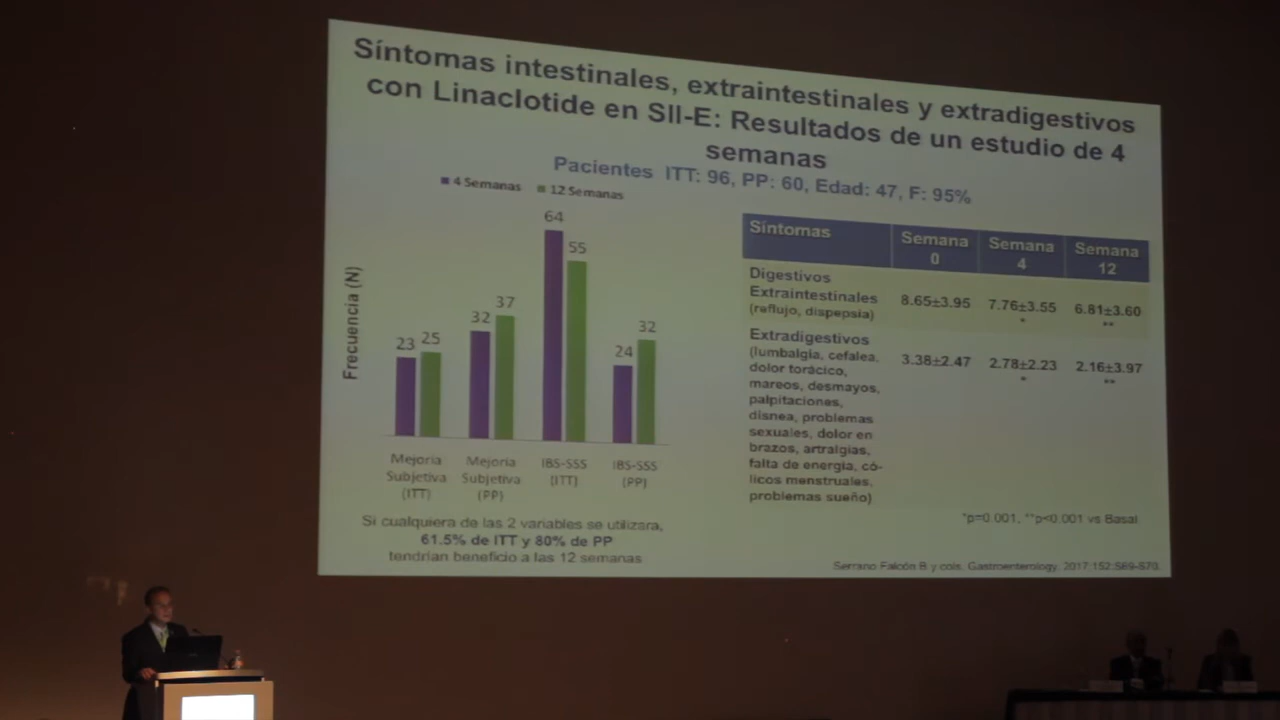 Síntomas intestinales, extraintestinales y extradigestivos
con Linaclotide en SII-E: Resultados de un estudio de 4
semanas
Pacientes ITT: 96, PP: 60, Edad: 47, F: 95%
4 Semanas 12 Semanas
Frecuencia (N)
23 25 32 37 64 55 24 32
Mejoría Subjetiva (ITT)
Mejoría Subjetiva (PP)
IBS-SSS (ITT)
IBS-SSS (PP)
Si cualquiera de las 2 variables se utilizara,
61.5% de ITT y 80% de PP
tendrían beneficio a las 12 semanas
Síntomas Semana 0 Semana 4 Semana 12
Digestivos
Extraintestinales 8.65±3.95 7.76±3.55 6.81±3.60
(reflujo, dispepsia) * **
Extradigestivos
(lumbalgia, cefalea, 3.38±2.47 2.78±2.23 2.16±3.97
dolor torácico, * **
mareos, desmayos,
palpitaciones,
disnea, problemas
sexuales, dolor en
brazos, artralgias,
falta de energía, có-
licos menstruales,
problemas sueño)
*p=0.001, **p<0.001 vs Basal
Serrano Falcón B y cols. Gastroenterology. 2017;152:S69-S70.